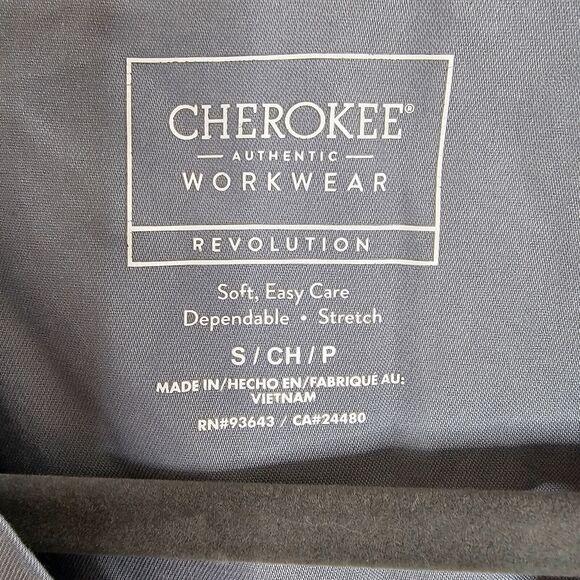 CHEROKEE®
AUTHENTIC
WORKWEAR
REVOLUTION
Soft, Easy Care
Dependable • Stretch
S / CH / P
MADE IN/HECHO EN/FABRIQUÉ AU:
VIETNAM
RN#93643 / CA#24480